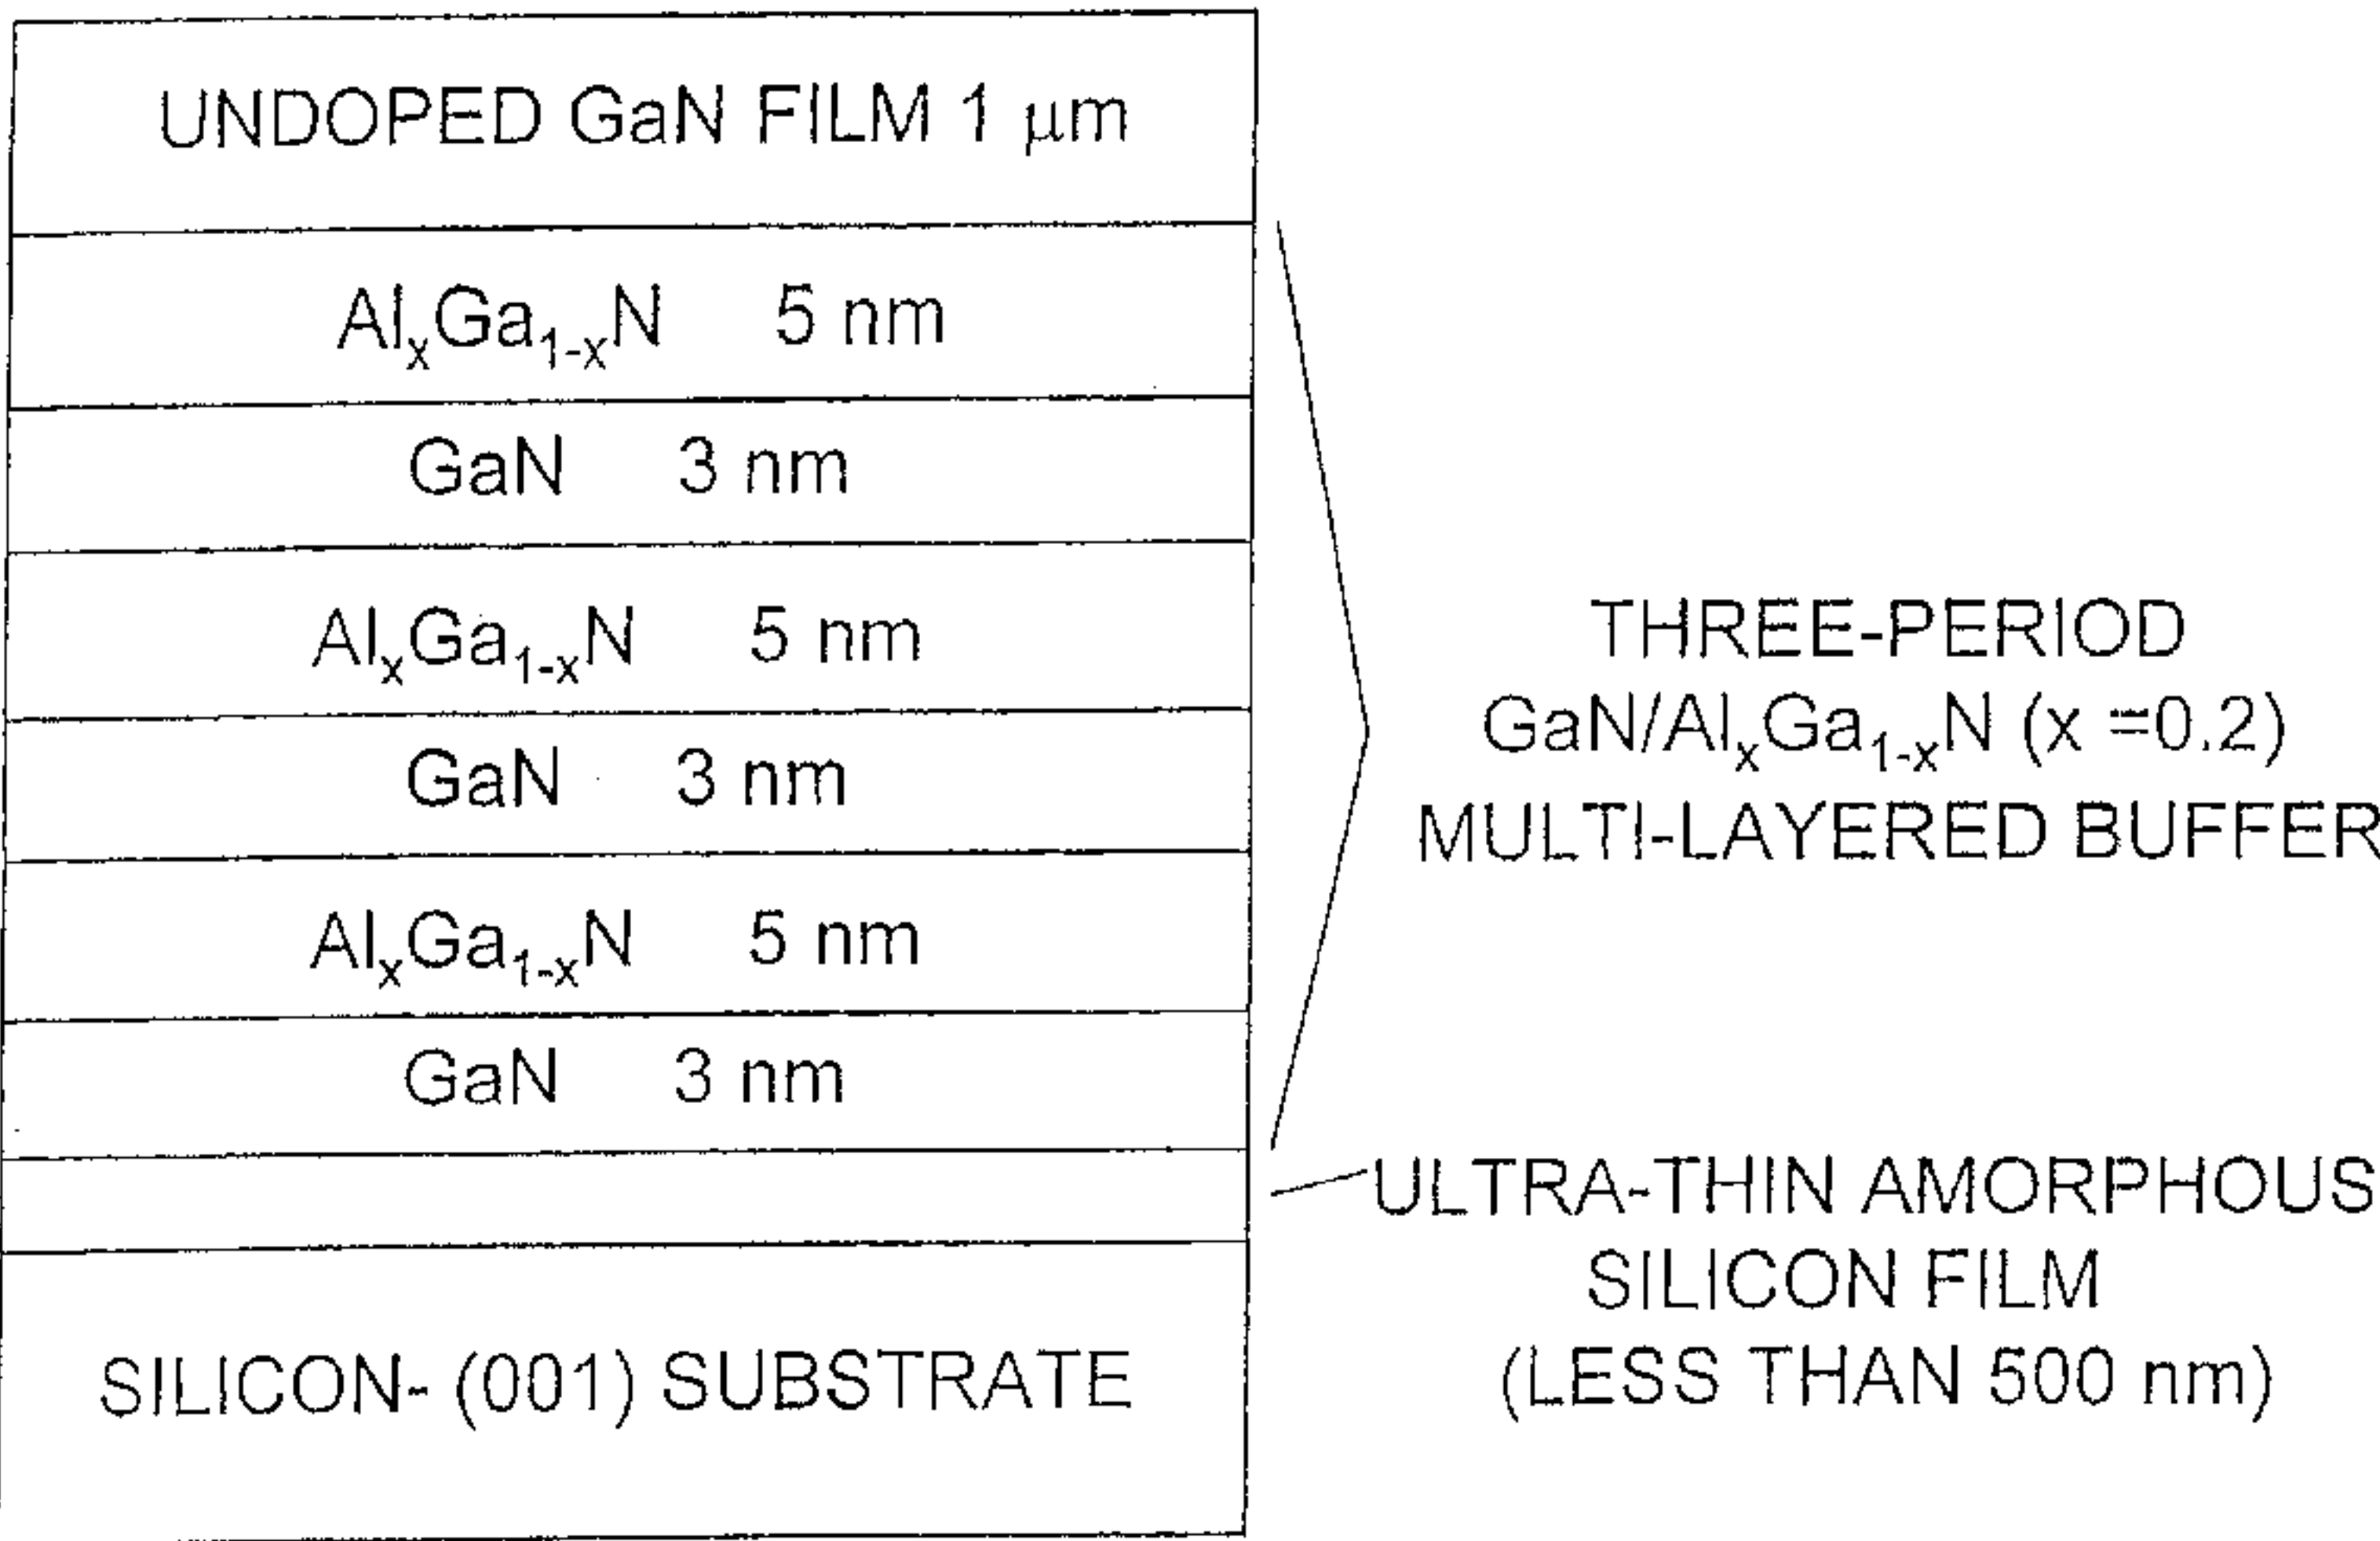 UNDOPED GaN FILM 1 μm
AlₓGa₁₋ₓN 5 nm
GaN 3 nm
AlₓGa₁₋ₓN 5 nm
GaN 3 nm
AlₓGa₁₋ₓN 5 nm
GaN 3 nm
SILICON- (001) SUBSTRATE
THREE-PERIOD
GaN/AlₓGa₁₋ₓN (x =0.2)
MULTI-LAYERED BUFFER
ULTRA-THIN AMORPHOUS
SILICON FILM
(LESS THAN 500 nm)